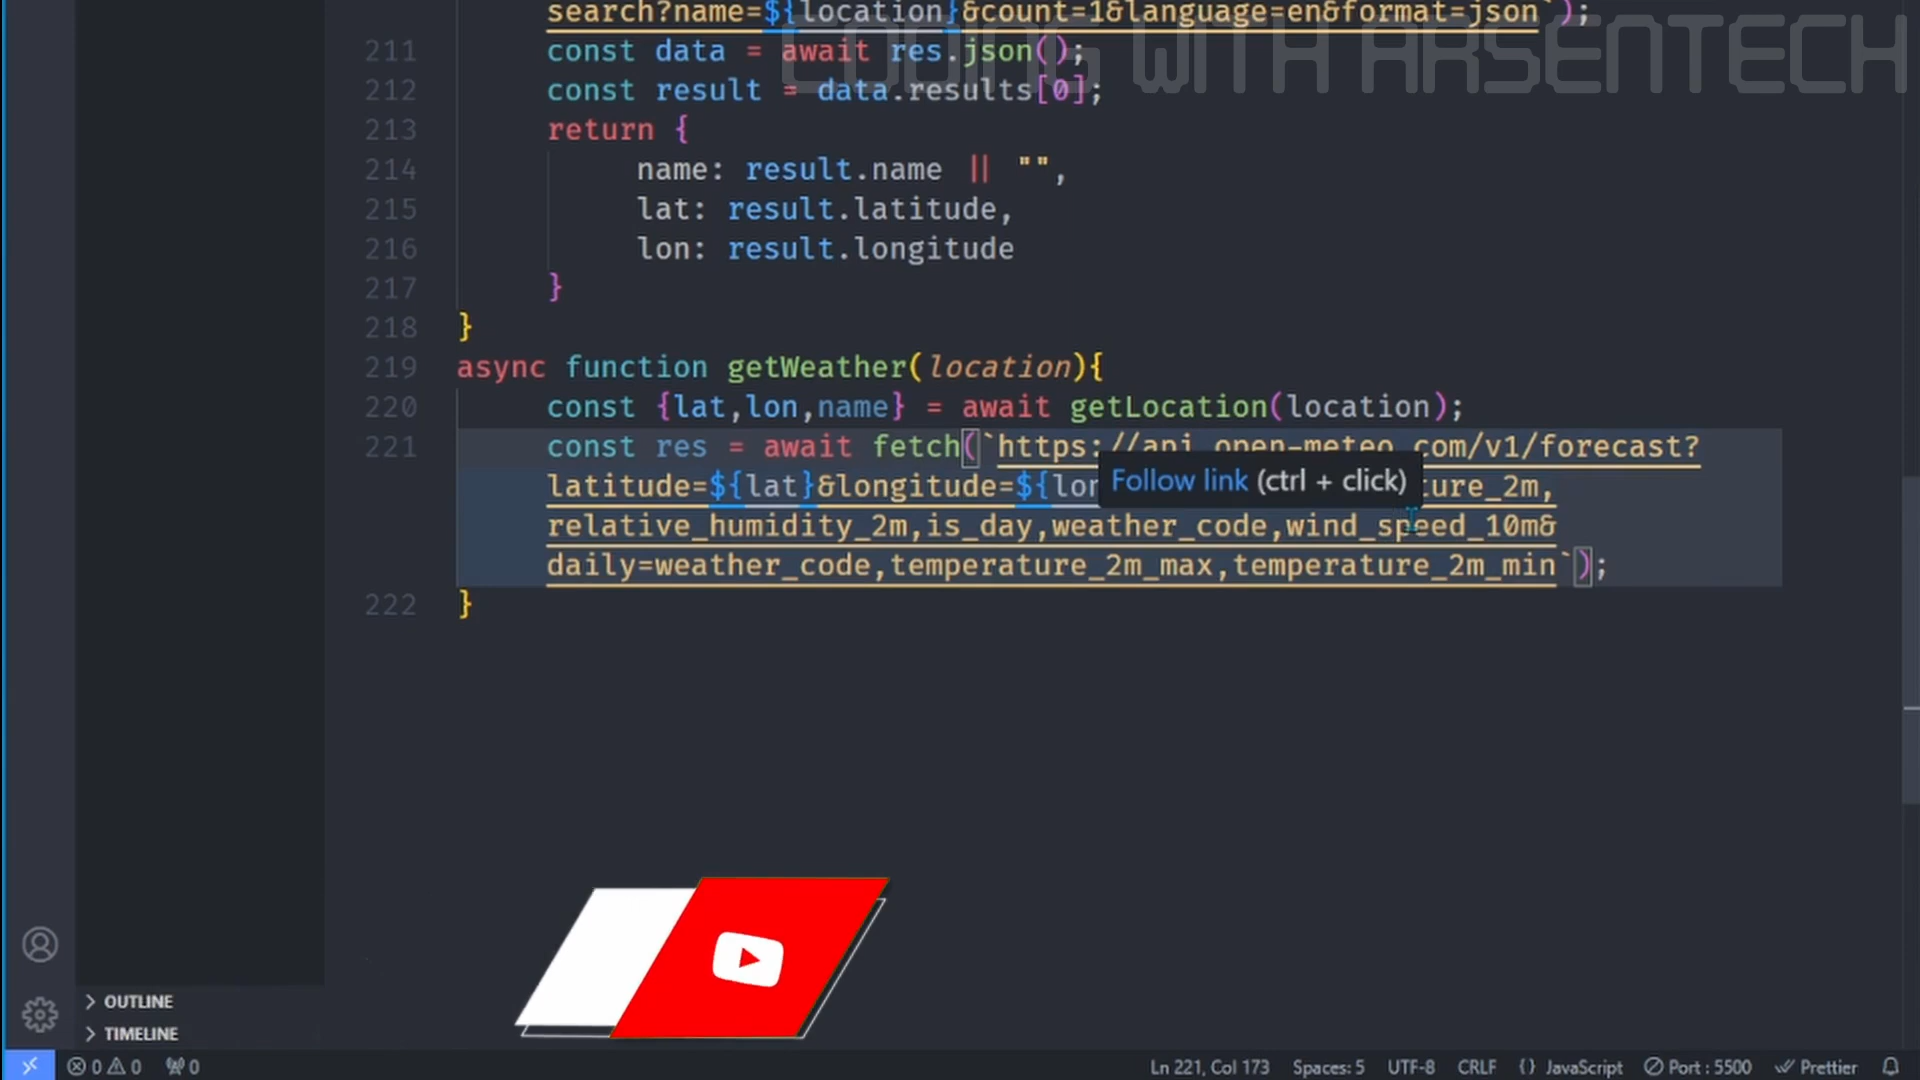 CODING WITH ARSENTECH
search?name=${location}&count=1&language=en&format=json`);
211 const data = await res.json();
212 const result = data.results[0];
213 return {
214 name: result.name || "",
215 lat: result.latitude,
216 lon: result.longitude
217 }
218 }
219 async function getWeather(location){
220 const {lat,lon,name} = await getLocation(location);
221 const res = await fetch(`https://api.open-meteo.com/v1/forecast?
latitude=${lat}&longitude=${lon
Follow link (ctrl + click)
ture_2m,
relative_humidity_2m,is_day,weather_code,wind_speed_10m&
daily=weather_code,temperature_2m_max,temperature_2m_min`);
222 }
OUTLINE
TIMELINE
0 0 0 Ln 221, Col 173 Spaces: 5 UTF-8 CRLF {} JavaScript Port : 5500 Prettier